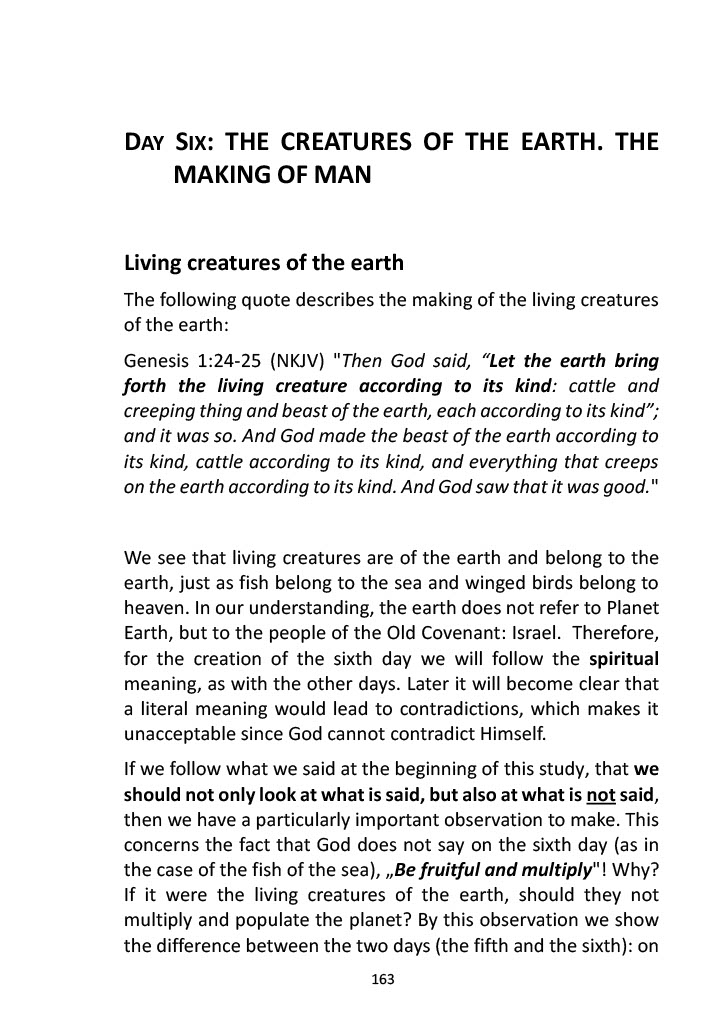 DAY SIX: THE CREATURES OF THE EARTH. THE
MAKING OF MAN
Living creatures of the earth
The following quote describes the making of the living creatures
of the earth:
Genesis 1:24-25 (NKJV) "Then God said, “Let the earth bring
forth the living creature according to its kind: cattle and
creeping thing and beast of the earth, each according to its kind”;
and it was so. And God made the beast of the earth according to
its kind, cattle according to its kind, and everything that creeps
on the earth according to its kind. And God saw that it was good."
We see that living creatures are of the earth and belong to the
earth, just as fish belong to the sea and winged birds belong to
heaven. In our understanding, the earth does not refer to Planet
Earth, but to the people of the Old Covenant: Israel. Therefore,
for the creation of the sixth day we will follow the spiritual
meaning, as with the other days. Later it will become clear that
a literal meaning would lead to contradictions, which makes it
unacceptable since God cannot contradict Himself.
If we follow what we said at the beginning of this study, that we
should not only look at what is said, but also at what is not said,
then we have a particularly important observation to make. This
concerns the fact that God does not say on the sixth day (as in
the case of the fish of the sea), „Be fruitful and multiply"! Why?
If it were the living creatures of the earth, should they not
multiply and populate the planet? By this observation we show
the difference between the two days (the fifth and the sixth): on
163